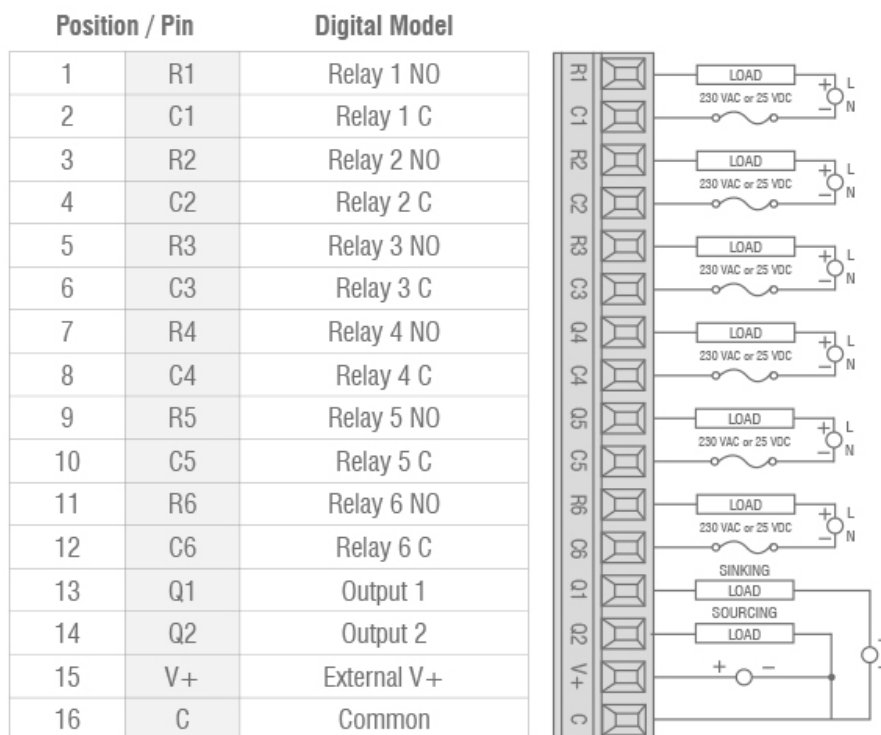 Position / Pin Digital Model
1 R1 Relay 1 NO
2 C1 Relay 1 C
3 R2 Relay 2 NO
4 C2 Relay 2 C
5 R3 Relay 3 NO
6 C3 Relay 3 C
7 R4 Relay 4 NO
8 C4 Relay 4 C
9 R5 Relay 5 NO
10 C5 Relay 5 C
11 R6 Relay 6 NO
12 C6 Relay 6 C
13 Q1 Output 1
14 Q2 Output 2
15 V+ External V+
16 C Common
R1 LOAD + L
230 VAC or 25 VDC
C1 − N
R2 LOAD + L
230 VAC or 25 VDC
C2 − N
R3 LOAD + L
230 VAC or 25 VDC
C3 − N
Q4 LOAD + L
230 VAC or 25 VDC
C4 − N
Q5 LOAD + L
230 VAC or 25 VDC
C5 − N
R6 LOAD + L
230 VAC or 25 VDC
C6 − N
SINKING
Q1 LOAD
SOURCING
Q2 LOAD
V+ + −
C